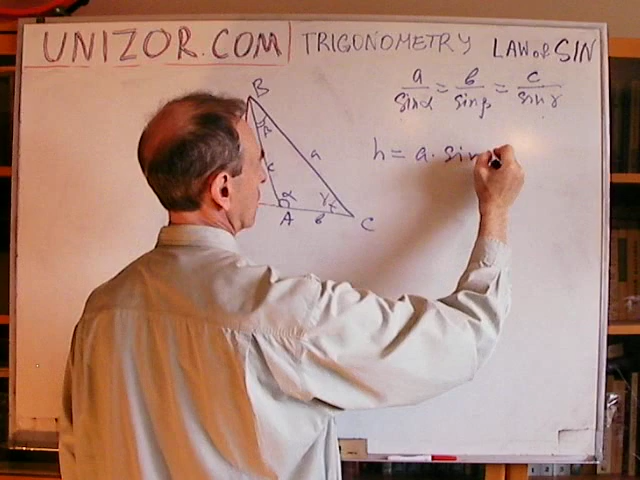 UNIZOR.COM | TRIGONOMETRY LAW of SIN
a/sinα = b/sinβ = c/sinγ
h = a · sin
B
β
a
c
α
γ
A
b
C